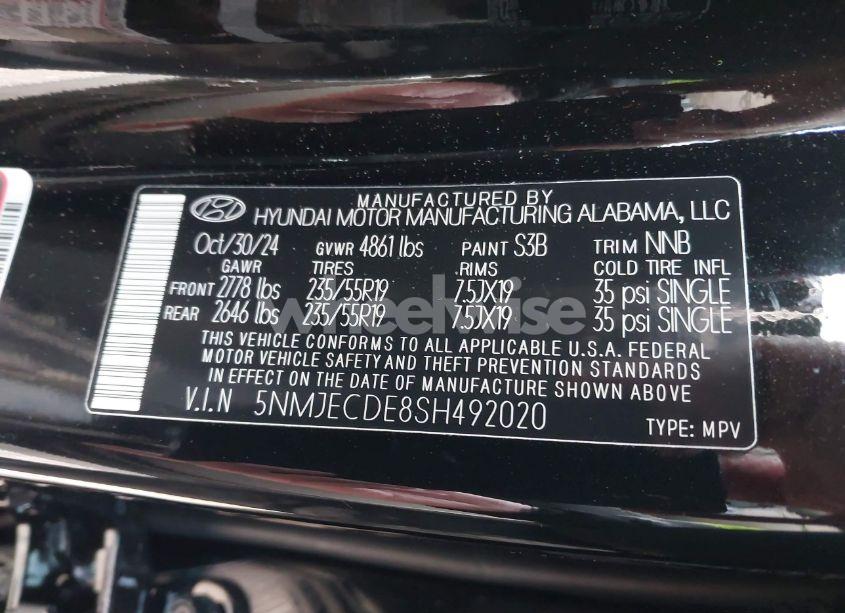 MANUFACTURED BY
HYUNDAI MOTOR MANUFACTURING ALABAMA, LLC
Oct/30/24 GVWR 4861 lbs PAINT S3B TRIM NNB
GAWR TIRES RIMS COLD TIRE INFL
FRONT 2778 lbs 235/55R19 7.5JX19 35 psi SINGLE
REAR 2646 lbs 235/55R19 7.5JX19 35 psi SINGLE
wheelwise
THIS VEHICLE CONFORMS TO ALL APPLICABLE U.S.A. FEDERAL
MOTOR VEHICLE SAFETY AND THEFT PREVENTION STANDARDS
IN EFFECT ON THE DATE OF MANUFACTURE SHOWN ABOVE
V.I.N 5NMJECDE8SH492020
TYPE: MPV